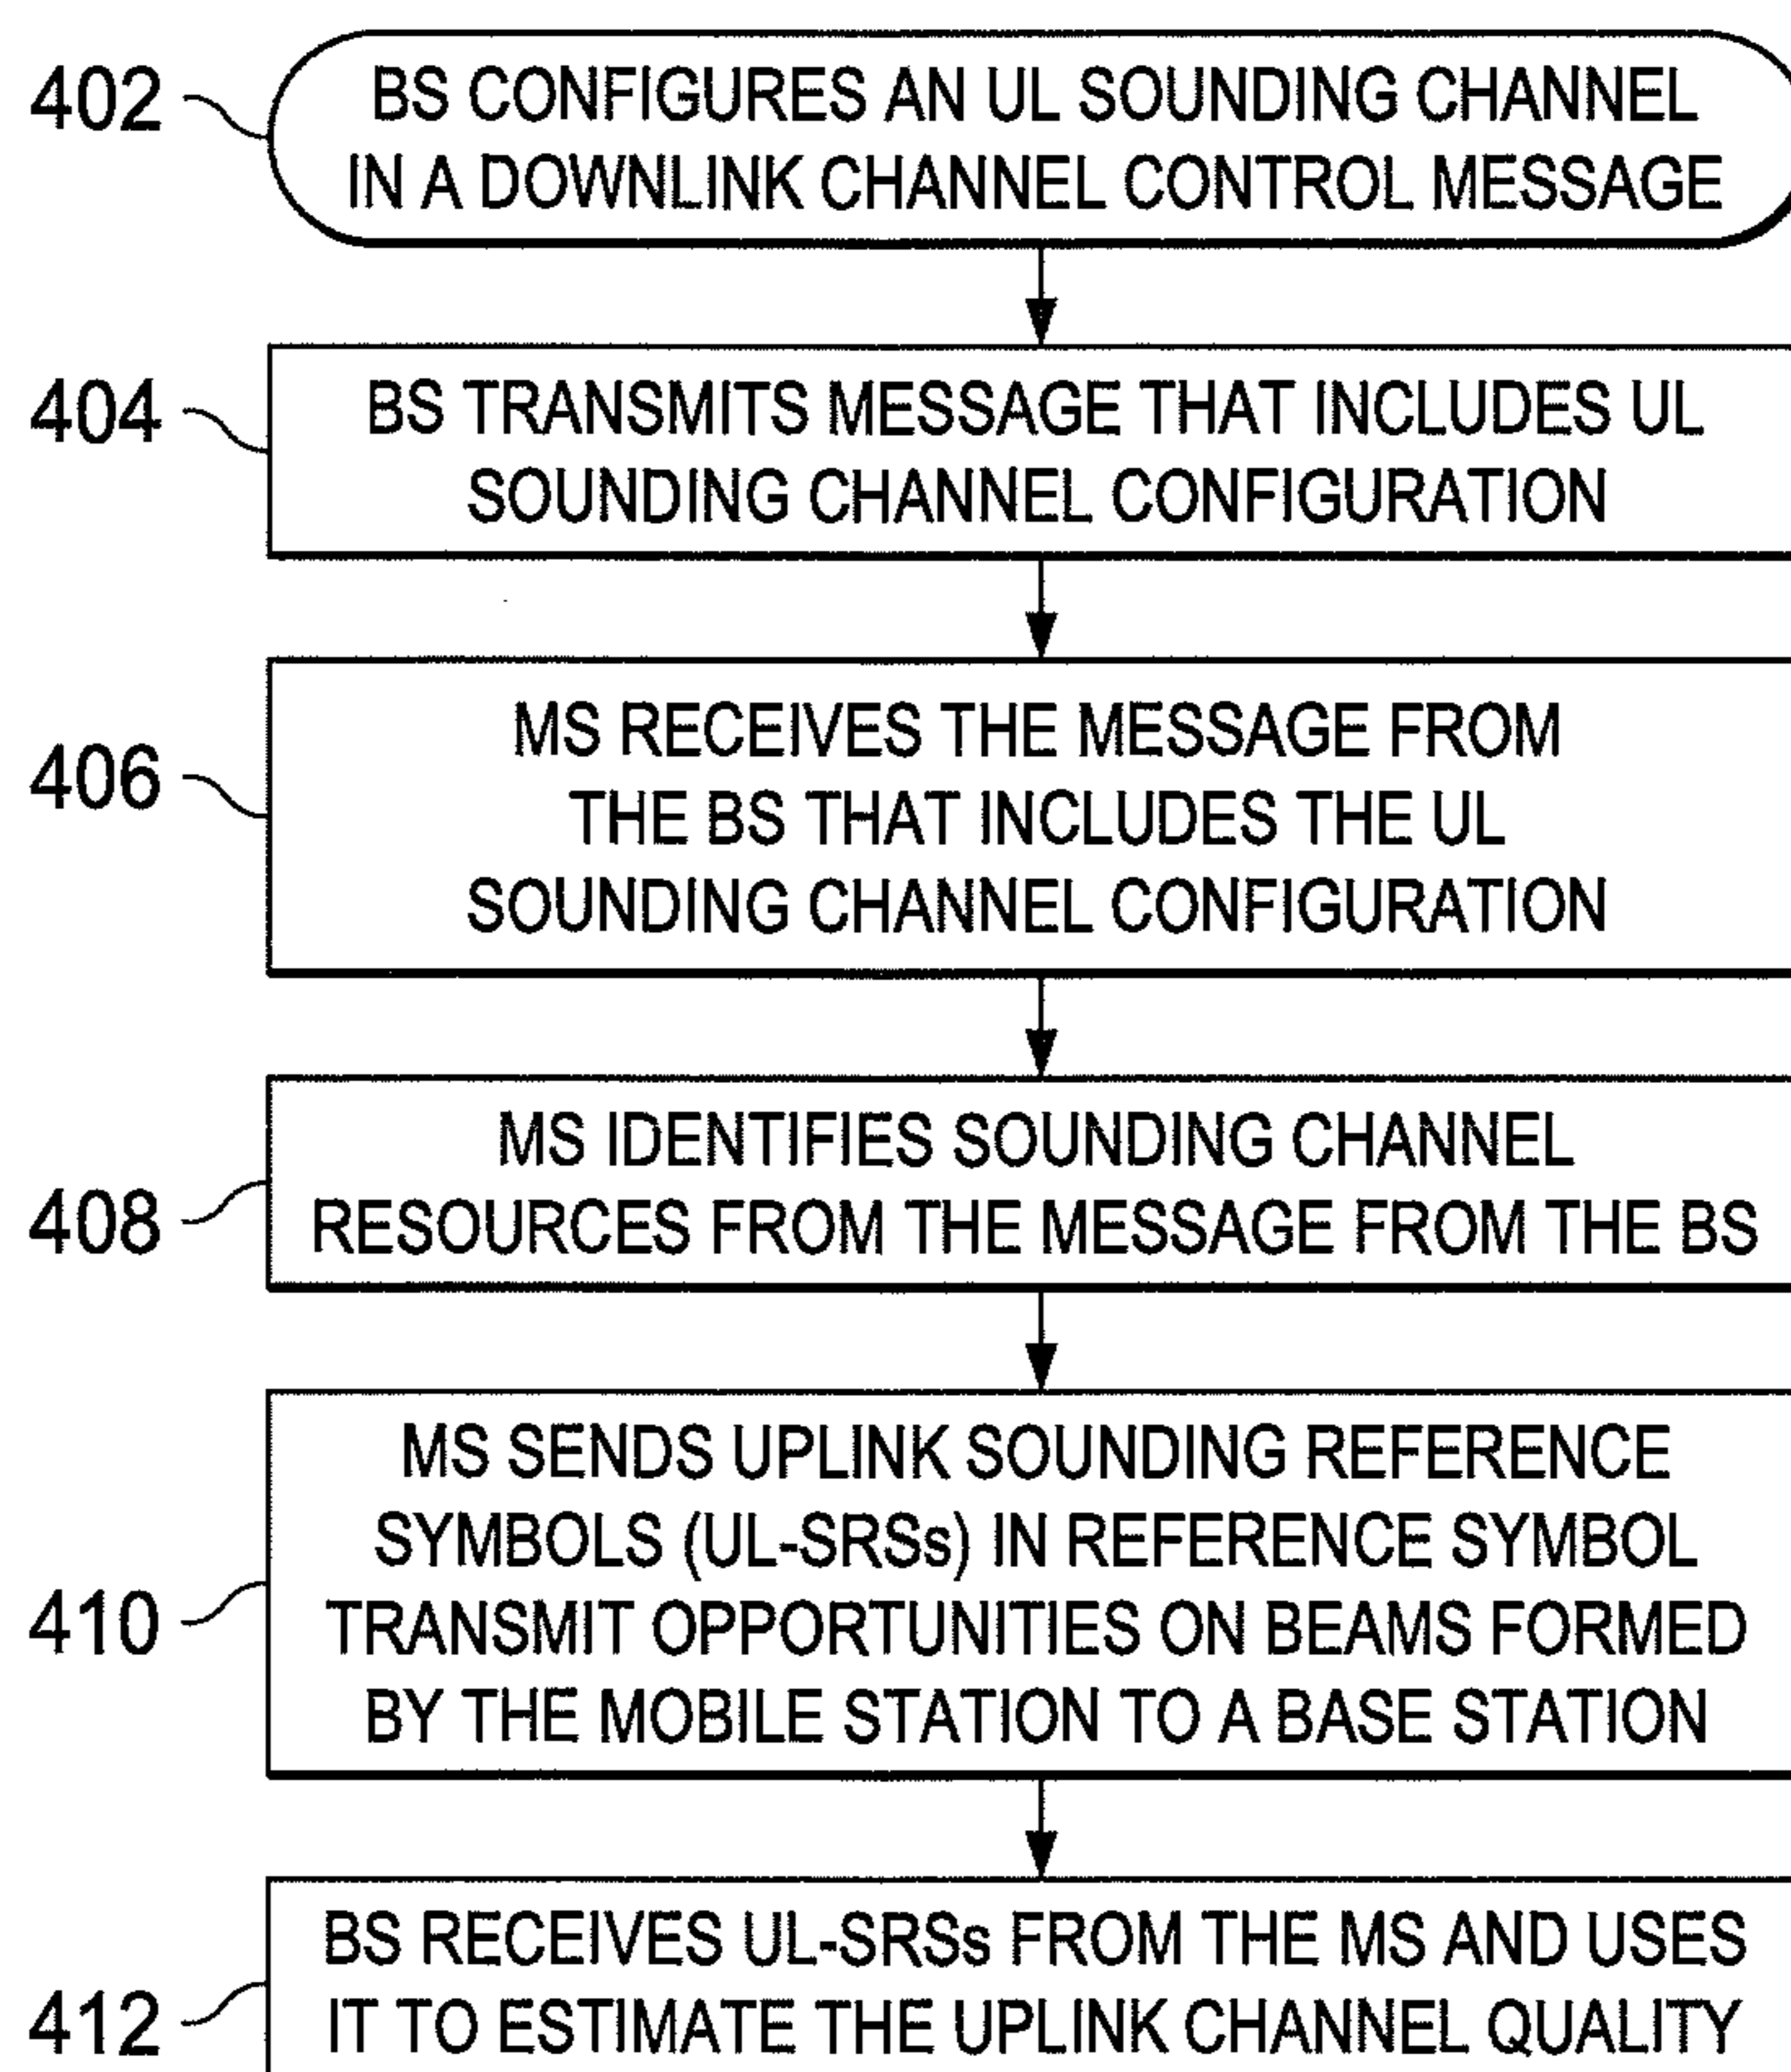 402
BS CONFIGURES AN UL SOUNDING CHANNEL
IN A DOWNLINK CHANNEL CONTROL MESSAGE
404
BS TRANSMITS MESSAGE THAT INCLUDES UL
SOUNDING CHANNEL CONFIGURATION
406
MS RECEIVES THE MESSAGE FROM
THE BS THAT INCLUDES THE UL
SOUNDING CHANNEL CONFIGURATION
408
MS IDENTIFIES SOUNDING CHANNEL
RESOURCES FROM THE MESSAGE FROM THE BS
410
MS SENDS UPLINK SOUNDING REFERENCE
SYMBOLS (UL-SRSs) IN REFERENCE SYMBOL
TRANSMIT OPPORTUNITIES ON BEAMS FORMED
BY THE MOBILE STATION TO A BASE STATION
412
BS RECEIVES UL-SRSs FROM THE MS AND USES
IT TO ESTIMATE THE UPLINK CHANNEL QUALITY